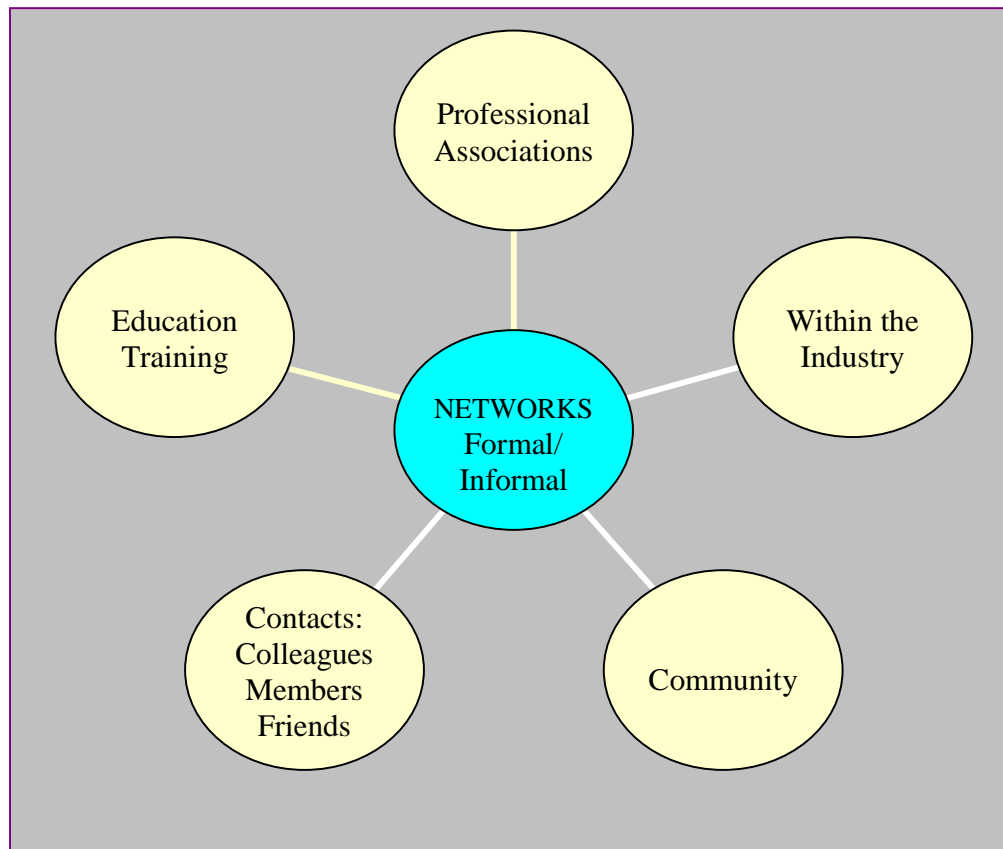 Professional
Associations
Education
Training
Within the
Industry
NETWORKS
Formal/
Informal
Contacts:
Colleagues
Members
Friends
Community